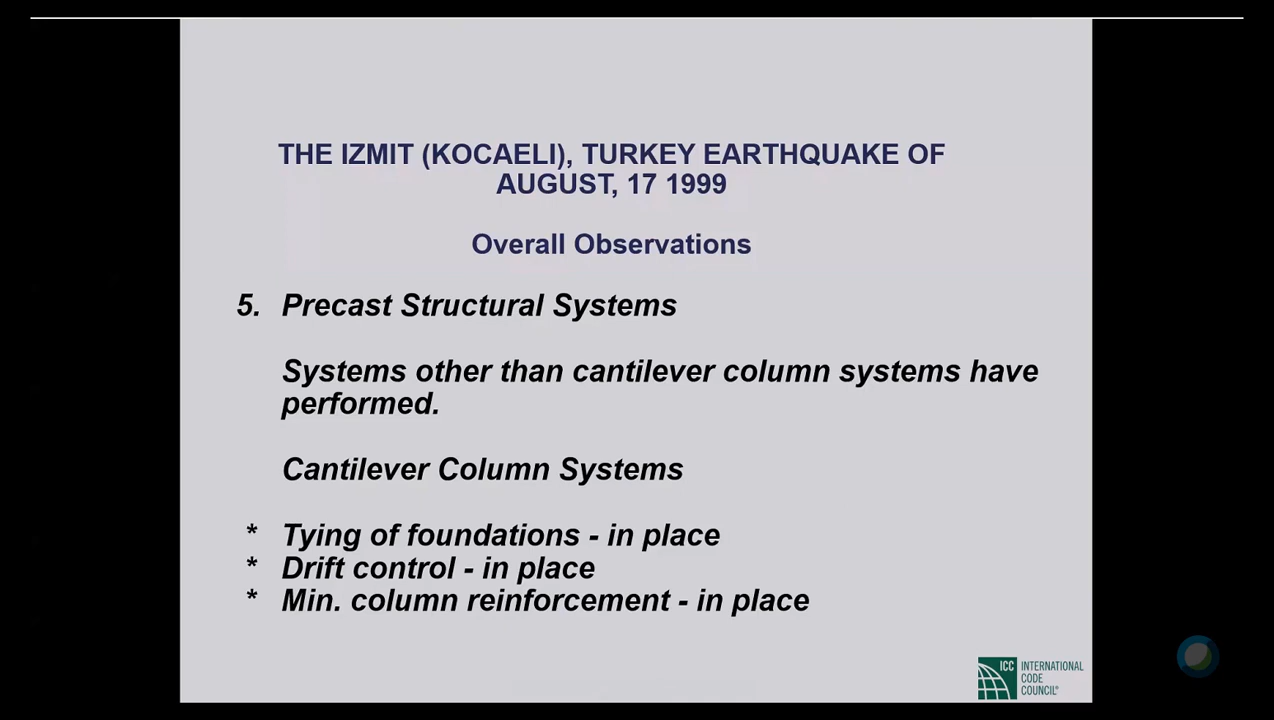 THE IZMIT (KOCAELI), TURKEY EARTHQUAKE OF
AUGUST, 17 1999
Overall Observations
5. Precast Structural Systems
Systems other than cantilever column systems have
performed.
Cantilever Column Systems
* Tying of foundations - in place
* Drift control - in place
* Min. column reinforcement - in place
ICC INTERNATIONAL
CODE
COUNCIL®